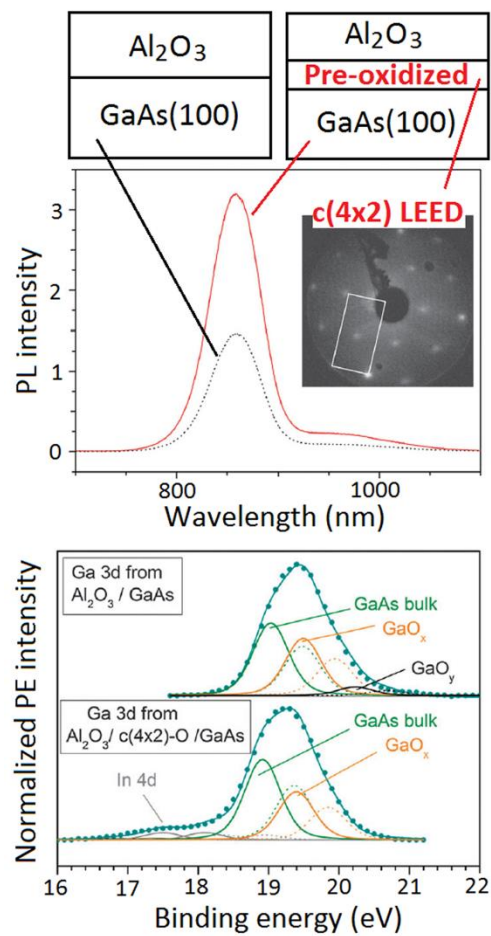 Al₂O₃
GaAs(100)
Al₂O₃
Pre-oxidized
GaAs(100)
c(4x2) LEED
PL intensity
3
2
1
0
800
1000
Wavelength (nm)
Normalized PE intensity
Ga 3d from
Al₂O₃ / GaAs
GaAs bulk
GaOₓ
GaOᵧ
Ga 3d from
Al₂O₃/ c(4x2)-O /GaAs
In 4d
GaAs bulk
GaOₓ
16 17 18 19 20 21 22
Binding energy (eV)